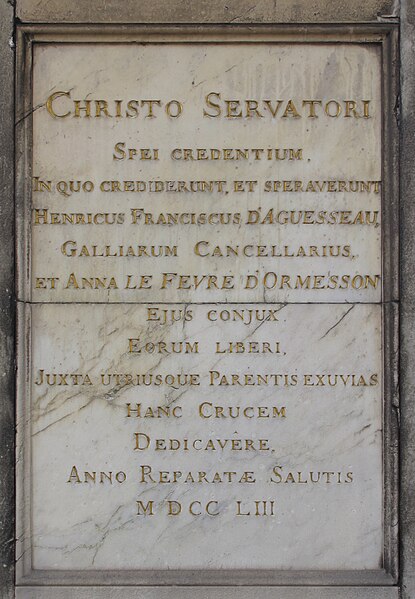 CHRISTO SERVATORI
SPEI CREDENTIUM,
IN QUO CREDIDERUNT, ET SPERAVERUNT
HENRICUS FRANCISCUS, D'AGUESSEAU,
GALLIARUM CANCELLARIUS,
ET ANNA LE FEVRE D'ORMESSON
EJUS CONJUX
EORUM LIBERI,
JUXTA UTRIUSQUE PARENTIS EXUVIAS
HANC CRUCEM
DEDICAVERE,
ANNO REPARATÆ SALUTIS
M DCC LIII